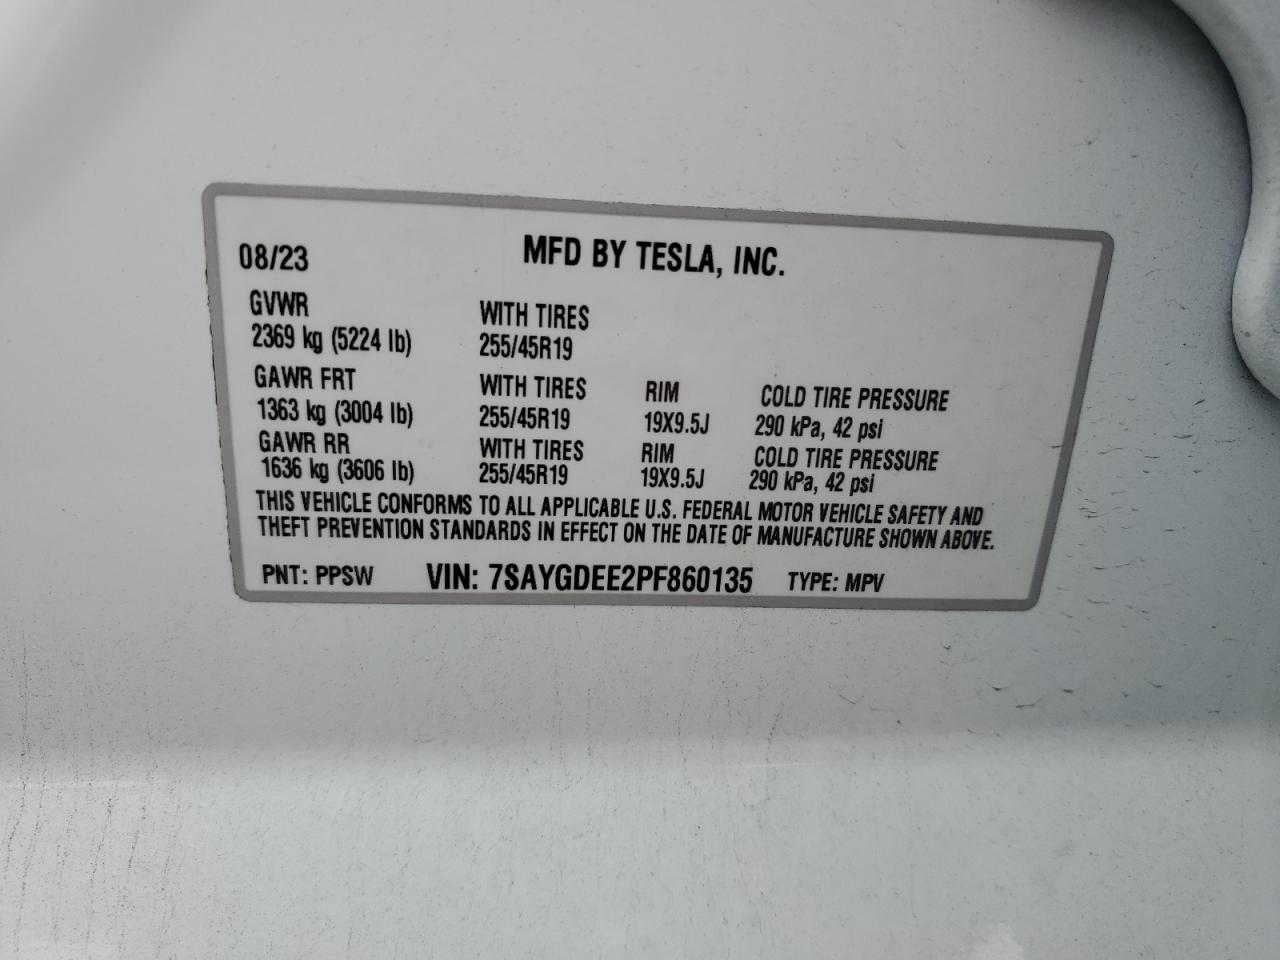 08/23 MFD BY TESLA, INC.
GVWR WITH TIRES
2369 kg (5224 lb) 255/45R19
GAWR FRT WITH TIRES RIM COLD TIRE PRESSURE
1363 kg (3004 lb) 255/45R19 19X9.5J 290 kPa, 42 psi
GAWR RR WITH TIRES RIM COLD TIRE PRESSURE
1636 kg (3606 lb) 255/45R19 19X9.5J 290 kPa, 42 psi
THIS VEHICLE CONFORMS TO ALL APPLICABLE U.S. FEDERAL MOTOR VEHICLE SAFETY AND
THEFT PREVENTION STANDARDS IN EFFECT ON THE DATE OF MANUFACTURE SHOWN ABOVE.
PNT: PPSW VIN: 7SAYGDEE2PF860135 TYPE: MPV